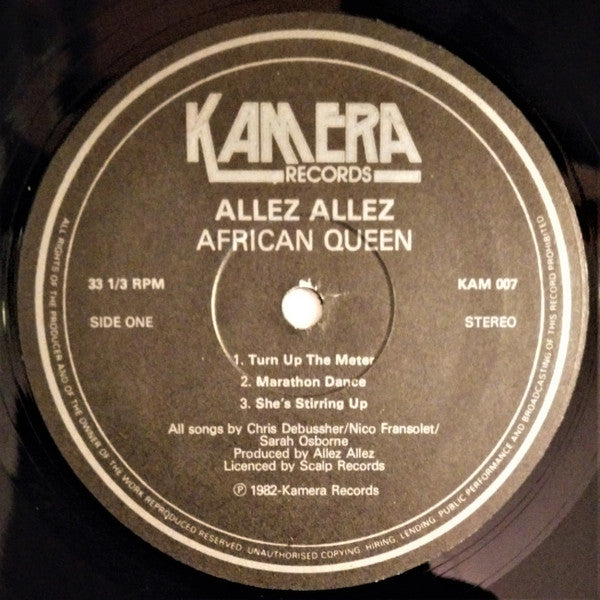 KAMERA
RECORDS
ALLEZ ALLEZ
AFRICAN QUEEN
33 1/3 RPM
KAM 007
SIDE ONE
STEREO
1. Turn Up The Meter
2. Marathon Dance
3. She's Stirring Up
All songs by Chris Debussher/Nico Fransolet/
Sarah Osborne
Produced by Allez Allez
Licenced by Scalp Records
℗ 1982-Kamera Records
ALL RIGHTS OF THE PRODUCER AND OF THE OWNER OF THE WORK REPRODUCED RESERVED. UNAUTHORISED COPYING, HIRING, LENDING, PUBLIC PERFORMANCE AND BROADCASTING OF THIS RECORD PROHIBITED